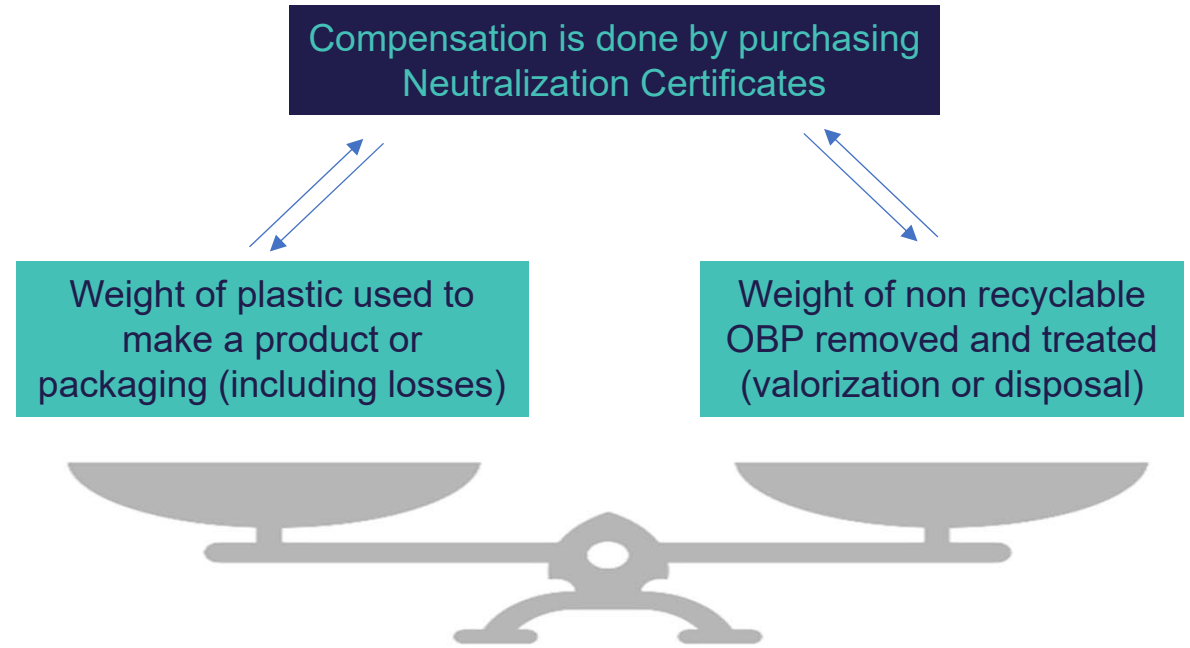 Compensation is done by purchasing
Neutralization Certificates
Weight of plastic used to
make a product or
packaging (including losses)
Weight of non recyclable
OBP removed and treated
(valorization or disposal)